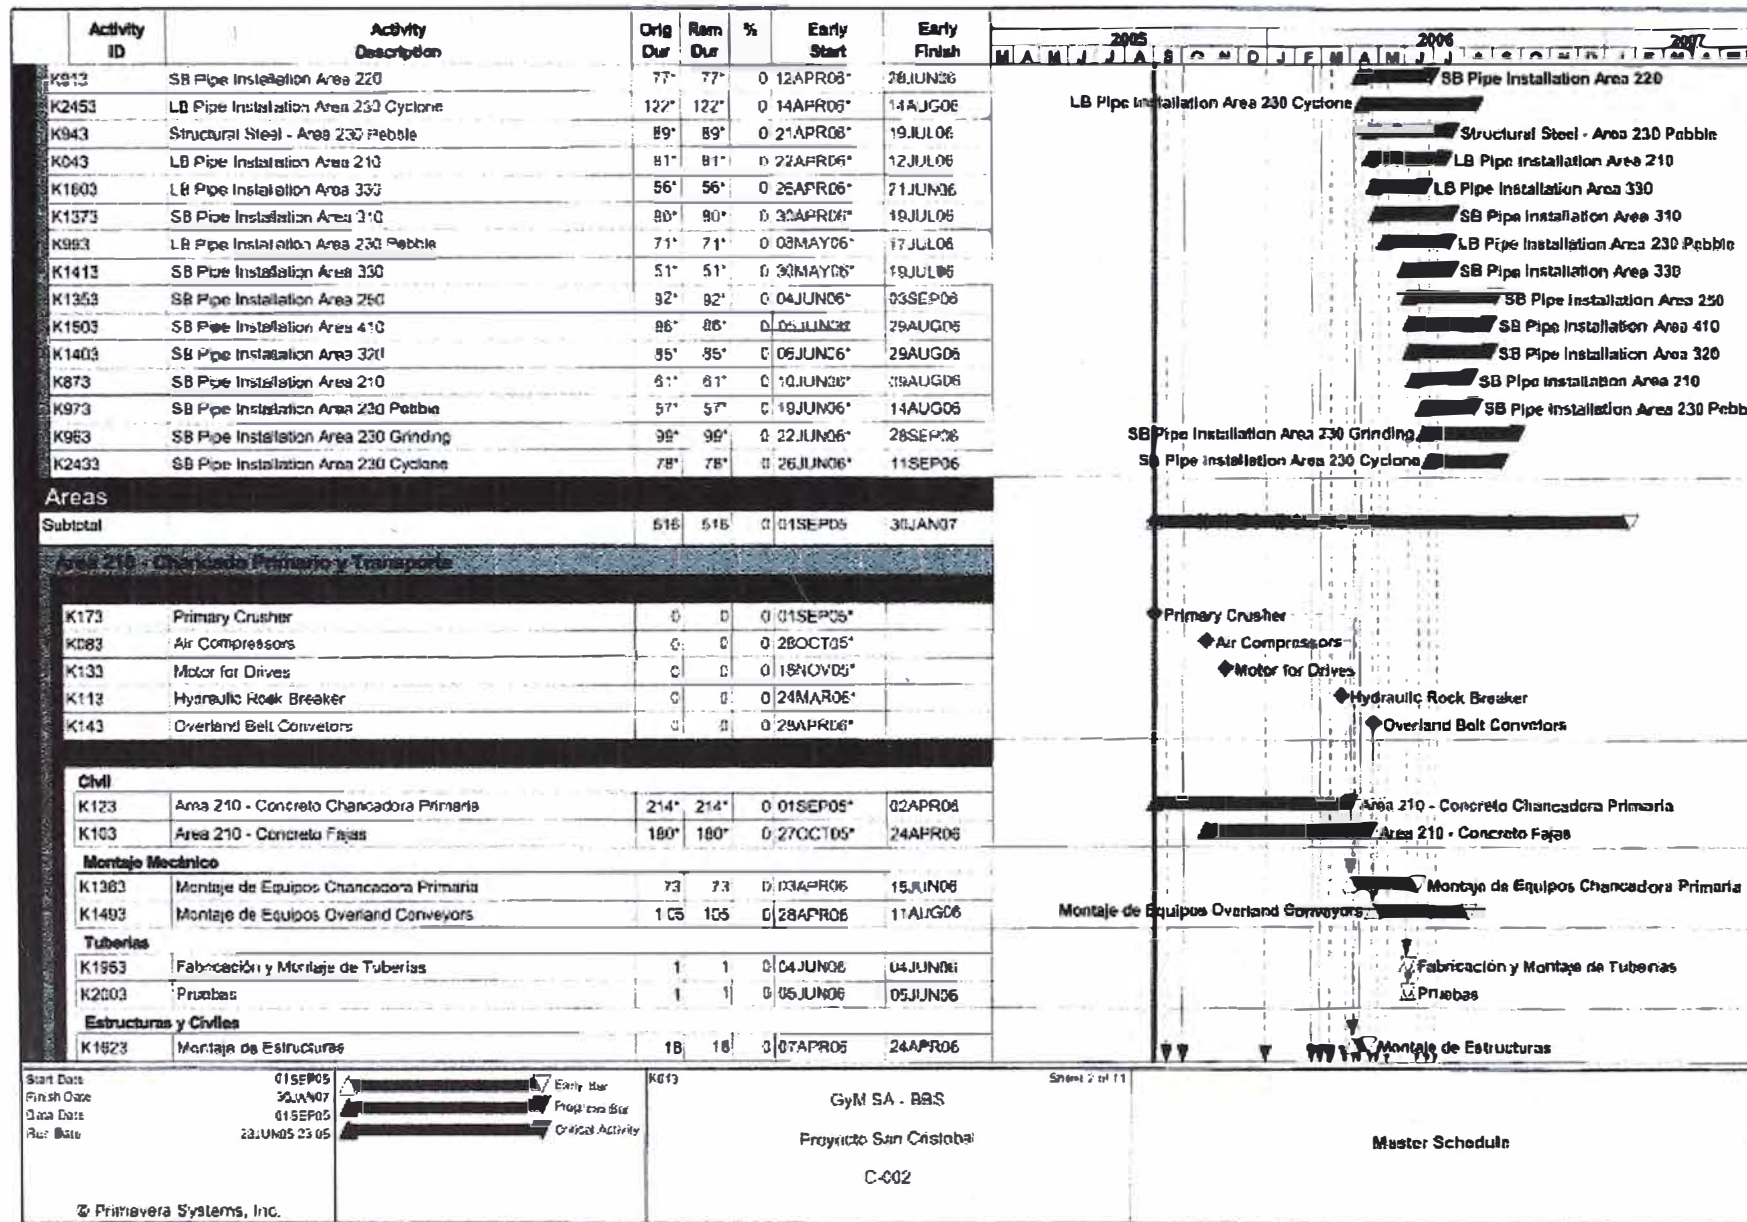 Activity ID Activity Description Orig Dur Rem Dur % Early Start Early Finish 2005 2006 2007
M A M J J A S O N D J F M A M J J A S O N D J F M A
K913 SB Pipe Installation Area 220 77* 77* 0 12APR06* 28JUN06 SB Pipe Installation Area 220
K2453 LB Pipe Installation Area 230 Cyclone 122* 122* 0 14APR06* 14AUG06 LB Pipe Installation Area 230 Cyclone
K943 Structural Steel - Area 230 Pebble 89* 89* 0 21APR06* 19JUL06 Structural Steel - Area 230 Pebble
K043 LB Pipe Installation Area 210 81* 81* 0 22APR06* 12JUL06 LB Pipe Installation Area 210
K1803 LB Pipe Installation Area 330 56* 56* 0 26APR06* 21JUN06 LB Pipe Installation Area 330
K1373 SB Pipe Installation Area 310 80* 80* 0 30APR06* 19JUL06 SB Pipe Installation Area 310
K993 LB Pipe Installation Area 230 Pebble 71* 71* 0 08MAY06* 17JUL06 LB Pipe Installation Area 230 Pebble
K1413 SB Pipe Installation Area 330 51* 51* 0 30MAY06* 19JUL06 SB Pipe Installation Area 330
K1353 SB Pipe Installation Area 250 92* 92* 0 04JUN06* 03SEP06 SB Pipe Installation Area 250
K1503 SB Pipe Installation Area 410 86* 86* 0 05JUN06 29AUG06 SB Pipe Installation Area 410
K1403 SB Pipe Installation Area 320 85* 85* 0 06JUN06* 29AUG06 SB Pipe Installation Area 320
K873 SB Pipe Installation Area 210 61* 61* 0 10JUN06* 09AUG06 SB Pipe Installation Area 210
K973 SB Pipe Installation Area 230 Pebble 57* 57* 0 19JUN06* 14AUG06 SB Pipe Installation Area 230 Pebb
K963 SB Pipe Installation Area 230 Grinding 99* 99* 0 22JUN06* 28SEP06 SB Pipe Installation Area 230 Grinding
K2433 SB Pipe Installation Area 230 Cyclone 78* 78* 0 26JUN06* 11SEP06 SB Pipe Installation Area 230 Cyclone
Areas
Subtotal 516 516 0 01SEP05 30JAN07
Area 210 - Chancado Primario y Transporte
K173 Primary Crusher 0 0 0 01SEP05* Primary Crusher
K083 Air Compressors 0 0 0 28OCT05* Air Compressors
K133 Motor for Drives 0 0 0 18NOV05* Motor for Drives
K113 Hydraulic Rock Breaker 0 0 0 24MAR06* Hydraulic Rock Breaker
K143 Overland Belt Convetors 0 0 0 28APR06* Overland Belt Convetors
Civil
K123 Area 210 - Concreto Chancadora Primaria 214* 214* 0 01SEP05* 02APR06 Area 210 - Concreto Chancadora Primaria
K103 Area 210 - Concreto Fajas 180* 180* 0 27OCT05* 24APR06 Area 210 - Concreto Fajas
Montaje Mecánico
K1383 Montaje de Equipos Chancadora Primaria 73 73 0 03APR06 15JUN06 Montaje de Equipos Chancadora Primaria
K1493 Montaje de Equipos Overland Conveyors 105 105 0 28APR06 11AUG06 Montaje de Equipos Overland Conveyors
Tuberias
K1953 Fabricación y Montaje de Tuberias 1 1 0 04JUN06 04JUN06 Fabricación y Montaje de Tuberias
K2003 Pruebas 1 1 0 05JUN06 05JUN06 Pruebas
Estructuras y Civiles
K1623 Montaje de Estructuras 18 18 0 07APR06 24APR06 Montaje de Estructuras
Start Date 01SEP05
Finish Date 30JAN07
Data Date 01SEP05
Run Date 28JUN05 23:05
Early Bar
Progress Bar
Critical Activity
© Primavera Systems, Inc.
K013
Sheet 2 of 11
GyM SA - BBS
Proyecto San Cristobal
C-002
Master Schedule